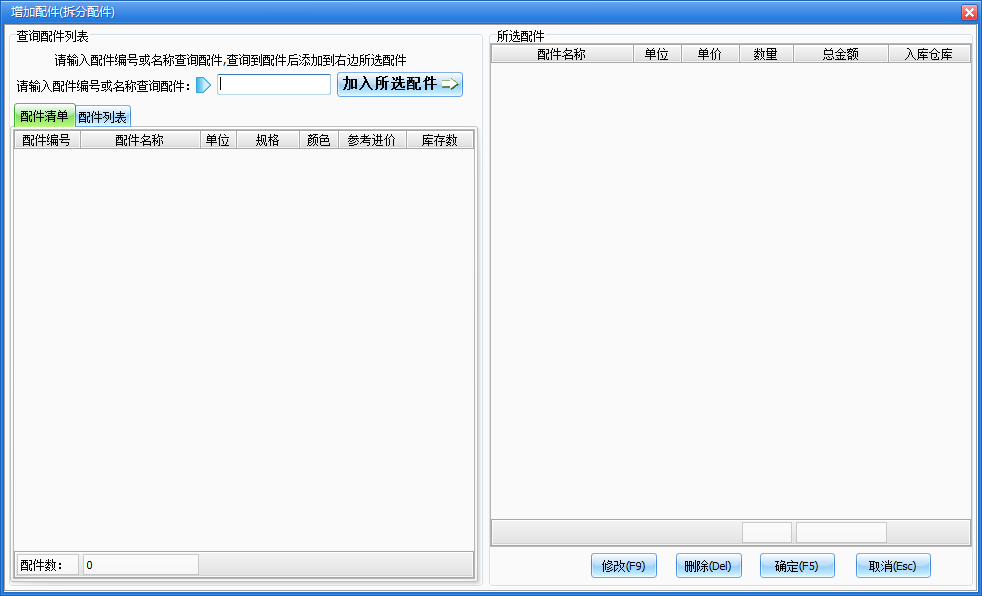 增加配件(拆分配件)
查询配件列表
请输入配件编号或名称查询配件,查询到配件后添加到右边所选配件
请输入配件编号或名称查询配件：
加入所选配件
配件清单 配件列表
配件编号 配件名称 单位 规格 颜色 参考进价 库存数
配件数： 0
所选配件
配件名称 单位 单价 数量 总金额 入库仓库
修改(F9) 删除(Del) 确定(F5) 取消(Esc)